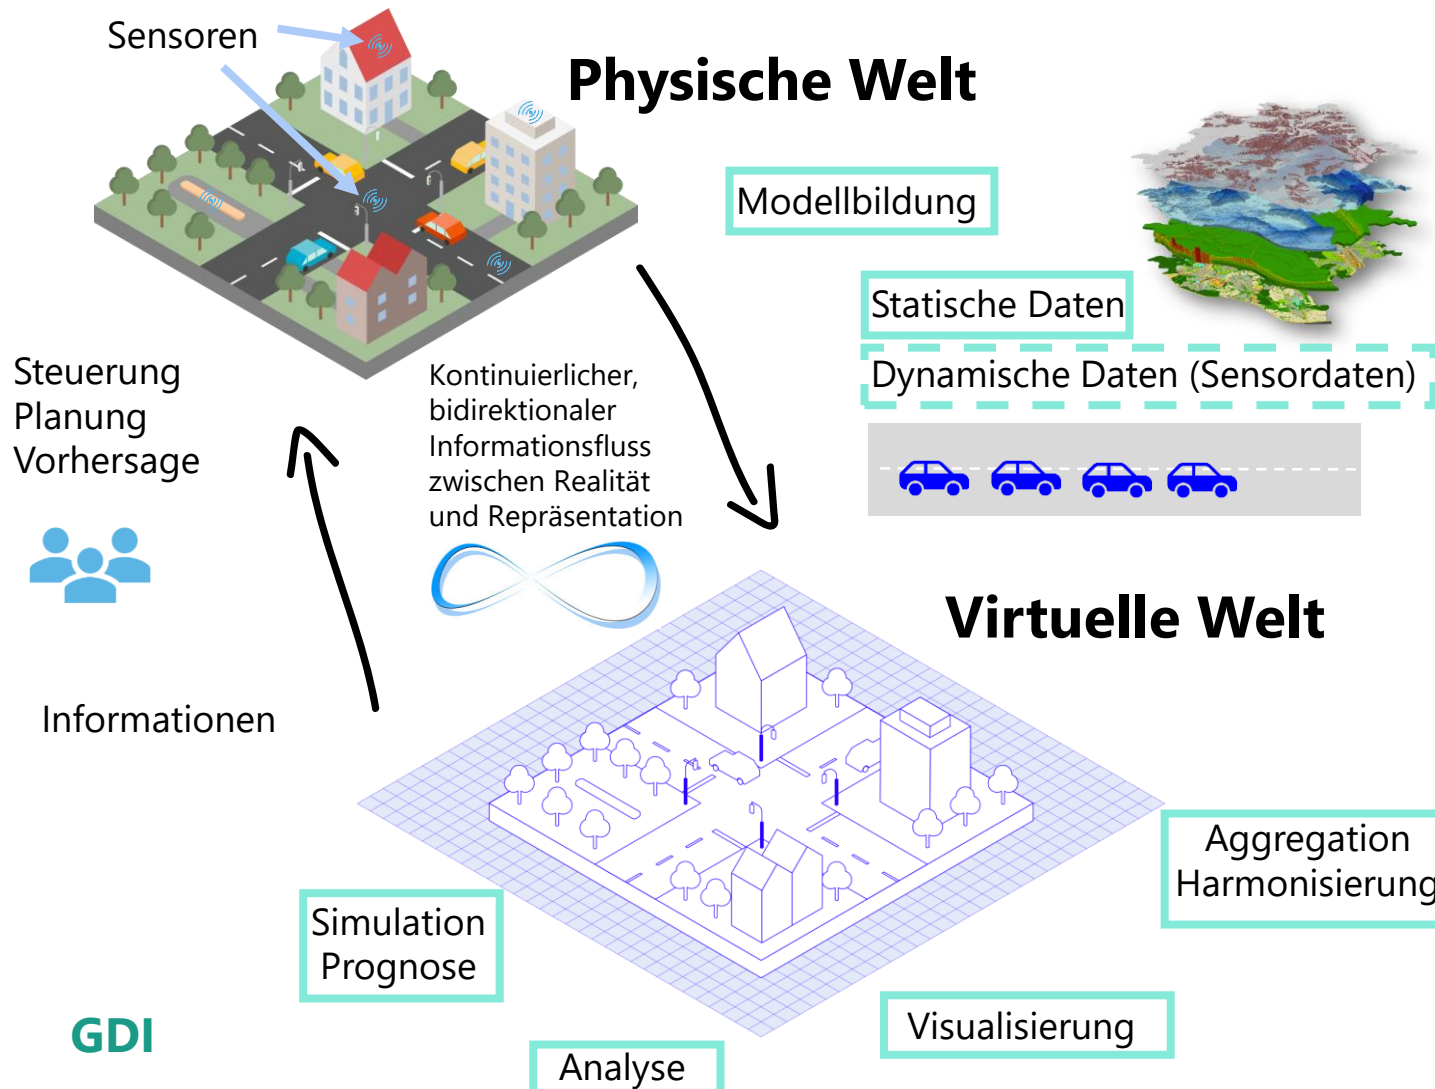 Sensoren
Physische Welt
Modellbildung
Statische Daten
Dynamische Daten (Sensordaten)
Steuerung
Planung
Vorhersage
Kontinuierlicher,
bidirektionaler
Informationsfluss
zwischen Realität
und Repräsentation
Virtuelle Welt
Informationen
Aggregation
Harmonisierung
Simulation
Prognose
Visualisierung
GDI
Analyse